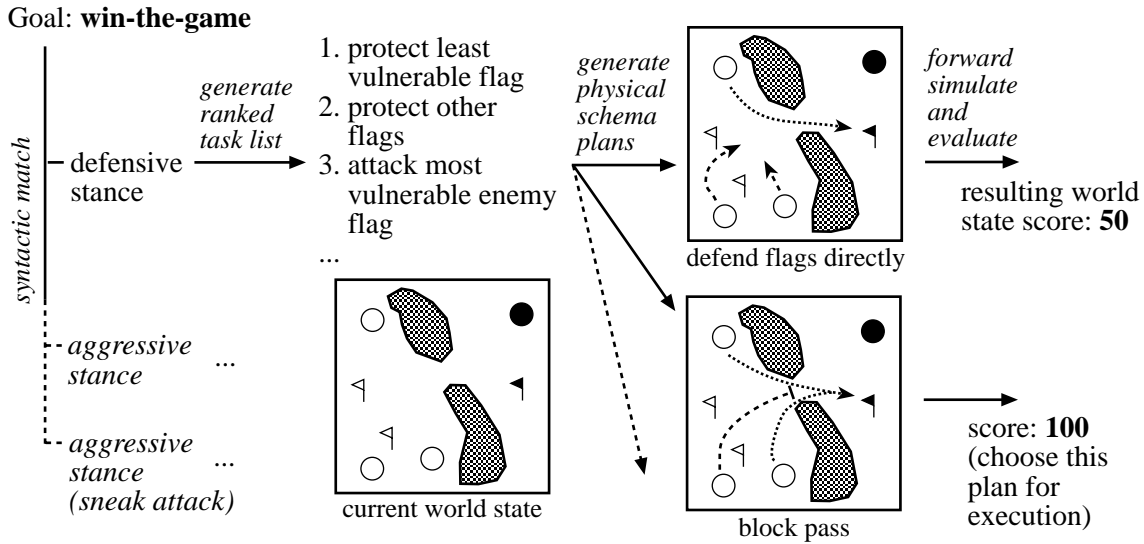 Goal: win-the-game
syntactic match
defensive
stance
generate
ranked
task list
1. protect least
vulnerable flag
2. protect other
flags
3. attack most
vulnerable enemy
flag
...
generate
physical
schema
plans
defend flags directly
forward
simulate
and
evaluate
resulting world
state score: 50
aggressive
stance
...
aggressive
stance
(sneak attack)
...
current world state
block pass
score: 100
(choose this
plan for
execution)